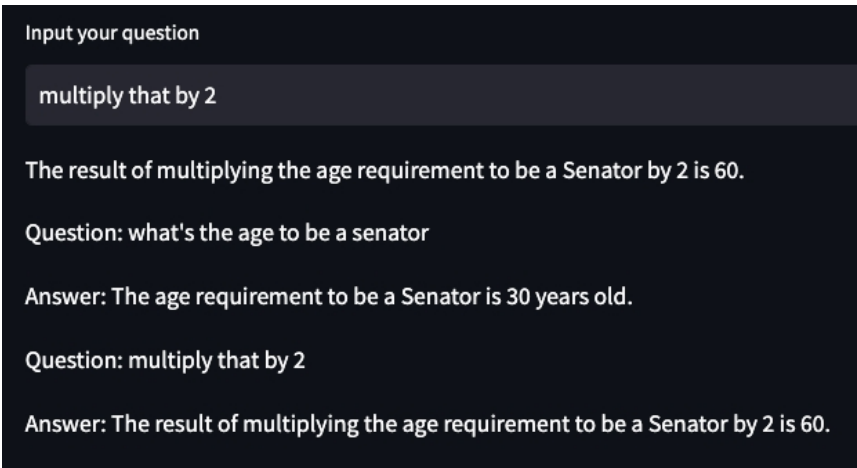 Input your question
multiply that by 2
The result of multiplying the age requirement to be a Senator by 2 is 60.
Question: what's the age to be a senator
Answer: The age requirement to be a Senator is 30 years old.
Question: multiply that by 2
Answer: The result of multiplying the age requirement to be a Senator by 2 is 60.